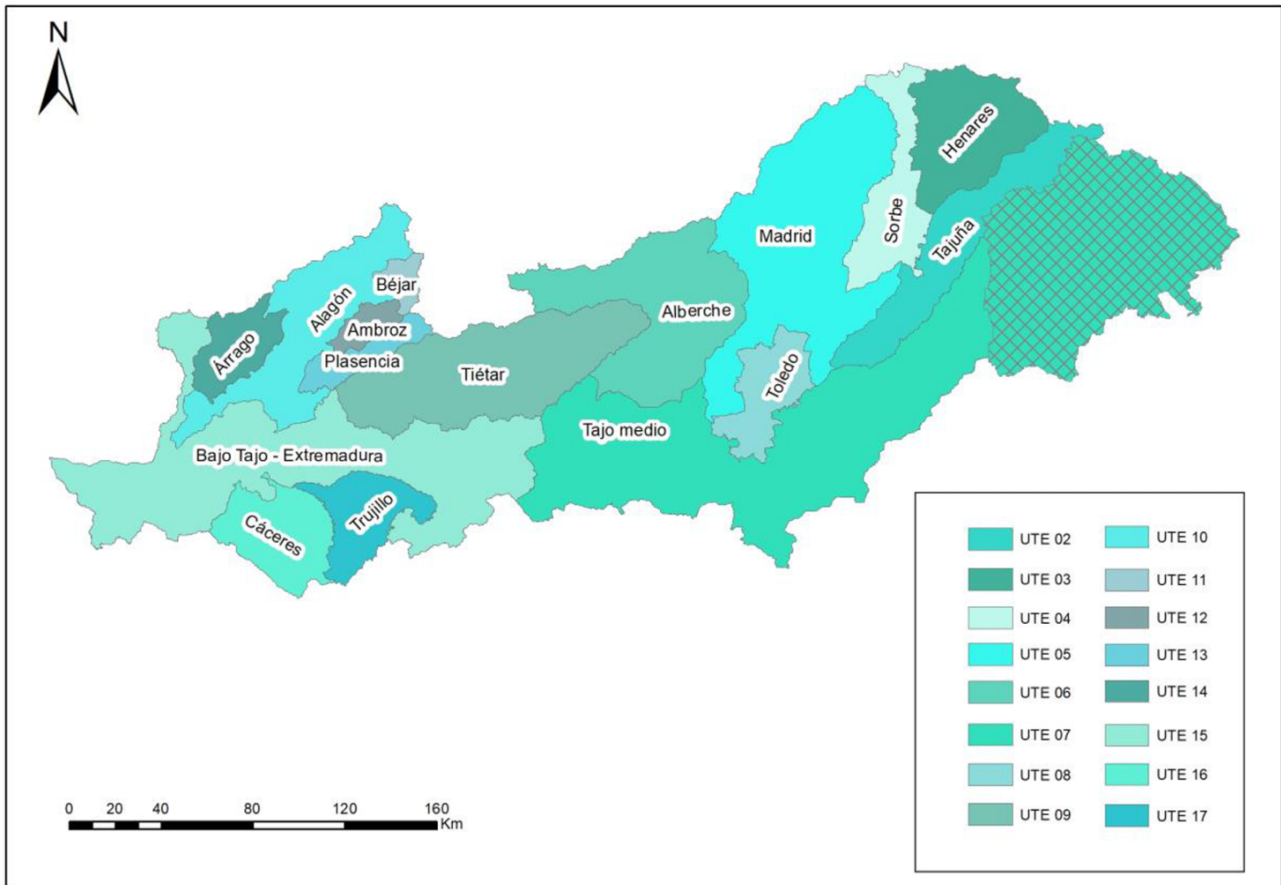 N
Henares
Sorbe
Tajuña
Madrid
Béjar
Alagón
Ambroz
Alberche
Árrago
Plasencia
Tiétar
Toledo
Tajo medio
Bajo Tajo - Extremadura
Trujillo
Cáceres
UTE 02
UTE 03
UTE 04
UTE 05
UTE 06
UTE 07
UTE 08
UTE 09
UTE 10
UTE 11
UTE 12
UTE 13
UTE 14
UTE 15
UTE 16
UTE 17
0 20 40 80 120 160
Km